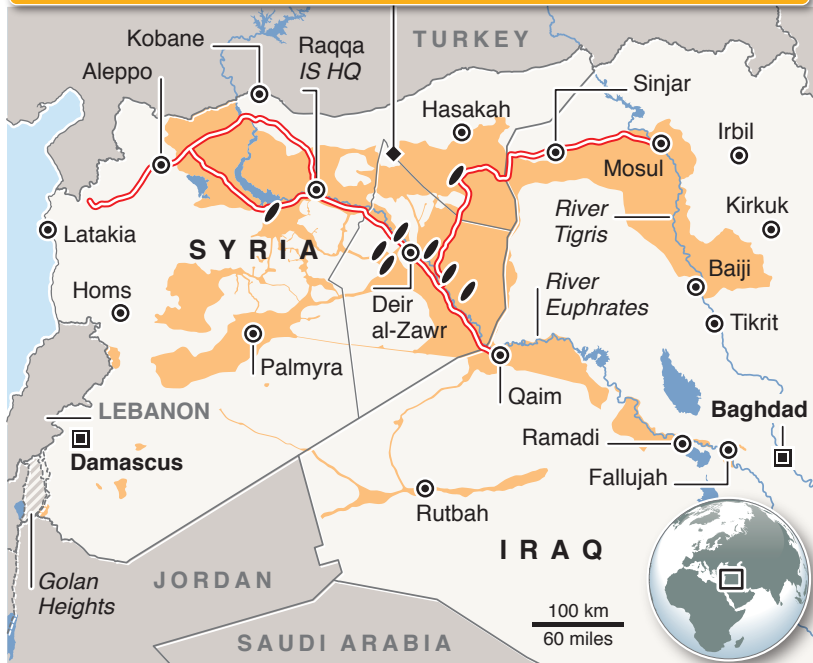 TURKEY
Kobane
Raqqa
IS HQ
Aleppo
Sinjar
Hasakah
Irbil
Mosul
River
Tigris
Kirkuk
Latakia
SYRIA
Baiji
River
Euphrates
Homs
Deir
al-Zawr
Tikrit
Palmyra
Qaim
LEBANON
Baghdad
Ramadi
Damascus
Fallujah
Rutbah
IRAQ
Golan
Heights
JORDAN
100 km
60 miles
SAUDI ARABIA